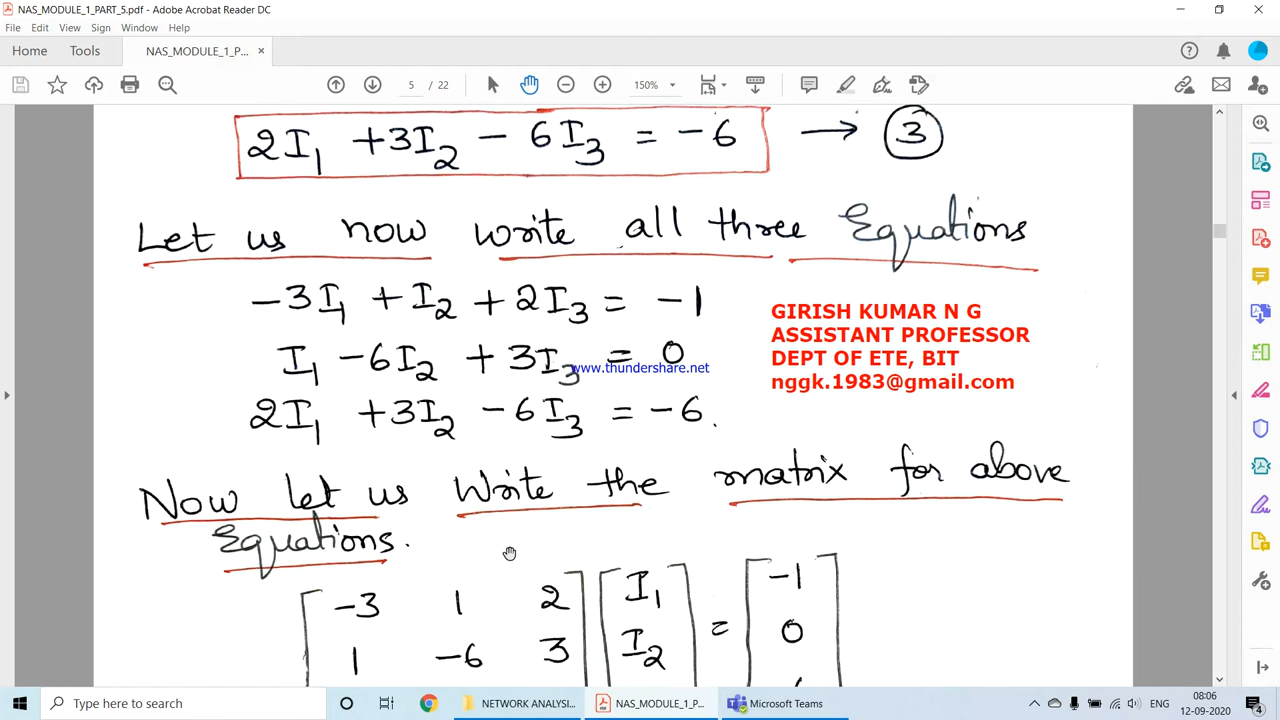 NAS_MODULE_1_PART_5.pdf - Adobe Acrobat Reader DC
File Edit View Sign Window Help
Home Tools NAS_MODULE_1_P... ×
5 / 22 150%
2I₁ + 3I₂ - 6I₃ = -6 → ③
Let us now write all three Equations
-3I₁ + I₂ + 2I₃ = -1
I₁ - 6I₂ + 3I₃ = 0
2I₁ + 3I₂ - 6I₃ = -6.
www.thundershare.net
GIRISH KUMAR N G
ASSISTANT PROFESSOR
DEPT OF ETE, BIT
nggk.1983@gmail.com
Now let us Write the matrix for above
Equations.
-3 1 2 I₁ = -1
1 -6 3 I₂ 0
Type here to search
NETWORK ANALYSI...
NAS_MODULE_1_P...
Microsoft Teams
08:06
12-09-2020
4